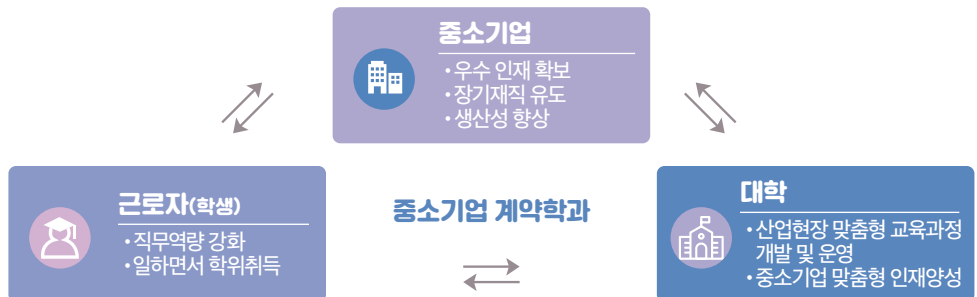 중소기업
• 우수 인재 확보
• 장기재직 유도
• 생산성 향상
근로자(학생)
• 직무역량 강화
• 일하면서 학위취득
중소기업 계약학과
대학
• 산업현장 맞춤형 교육과정
개발 및 운영
• 중소기업 맞춤형 인재양성